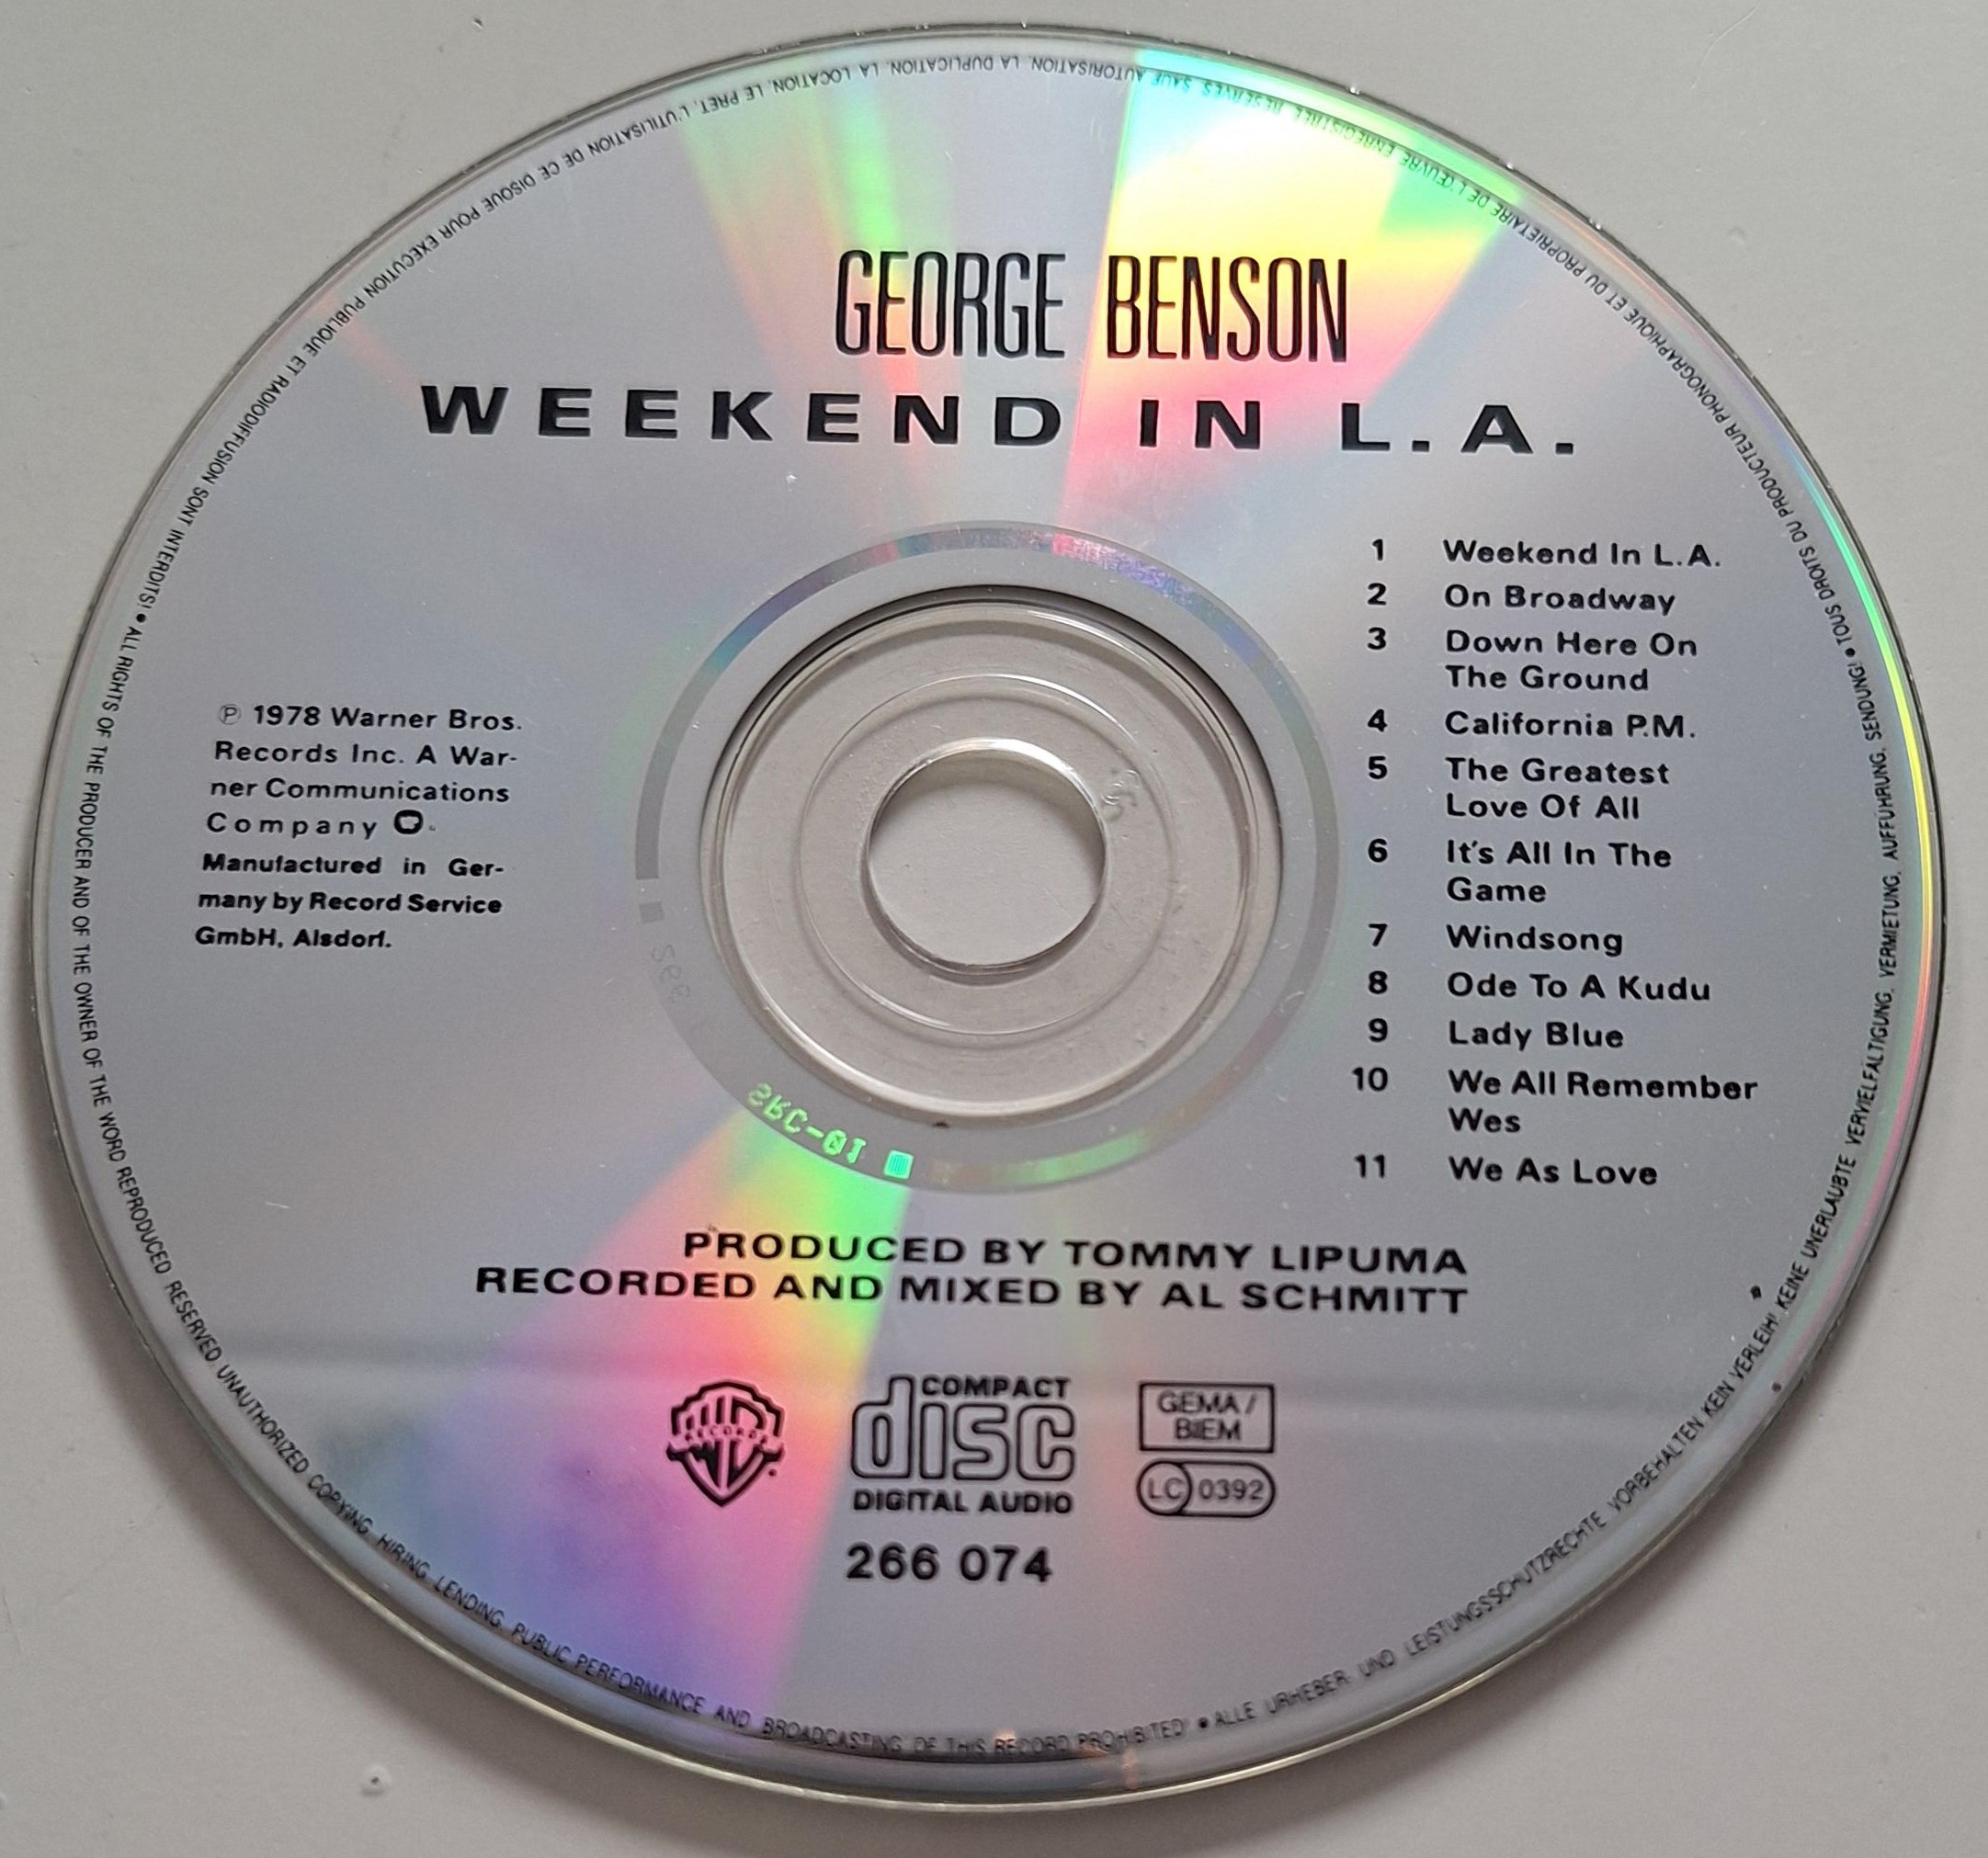 GEORGE BENSON
WEEKEND IN L.A.
1 Weekend In L.A.
2 On Broadway
3 Down Here On
The Ground
4 California P.M.
5 The Greatest
Love Of All
6 It's All In The
Game
7 Windsong
8 Ode To A Kudu
9 Lady Blue
10 We All Remember
Wes
11 We As Love
℗ 1978 Warner Bros.
Records Inc. A War-
ner Communications
Company
Manufactured in Ger-
many by Record Service
GmbH, Alsdorf.
SRC-01
PRODUCED BY TOMMY LIPUMA
RECORDED AND MIXED BY AL SCHMITT
RECORDS
COMPACT
disc
DIGITAL AUDIO
GEMA /
BIEM
LC 0392
266 074
• ALL RIGHTS OF THE PRODUCER AND OF THE OWNER OF THE WORD REPRODUCED RESERVED. UNAUTHORIZED COPYING, HIRING, LENDING, PUBLIC PERFORMANCE AND BROADCASTING OF THIS RECORD PROHIBITED
• ALLE URHEBER- UND LEISTUNGSSCHUTZRECHTE VORBEHALTEN. KEIN VERLEIH! KEINE UNERLAUBTE VERVIELFÄLTIGUNG, VERMIETUNG, AUFFÜHRUNG, SENDUNG!
• TOUS DROITS DU PRODUCTEUR PHONOGRAPHIQUE ET DU PROPRIETAIRE DE L'ŒUVRE ENREGISTREE RESERVES. SAUF AUTORISATION, LA DUPLICATION, LA LOCATION, LE PRET, L'UTILISATION DE CE DISQUE POUR EXECUTION PUBLIQUE ET RADIODIFFUSION SONT INTERDITS!